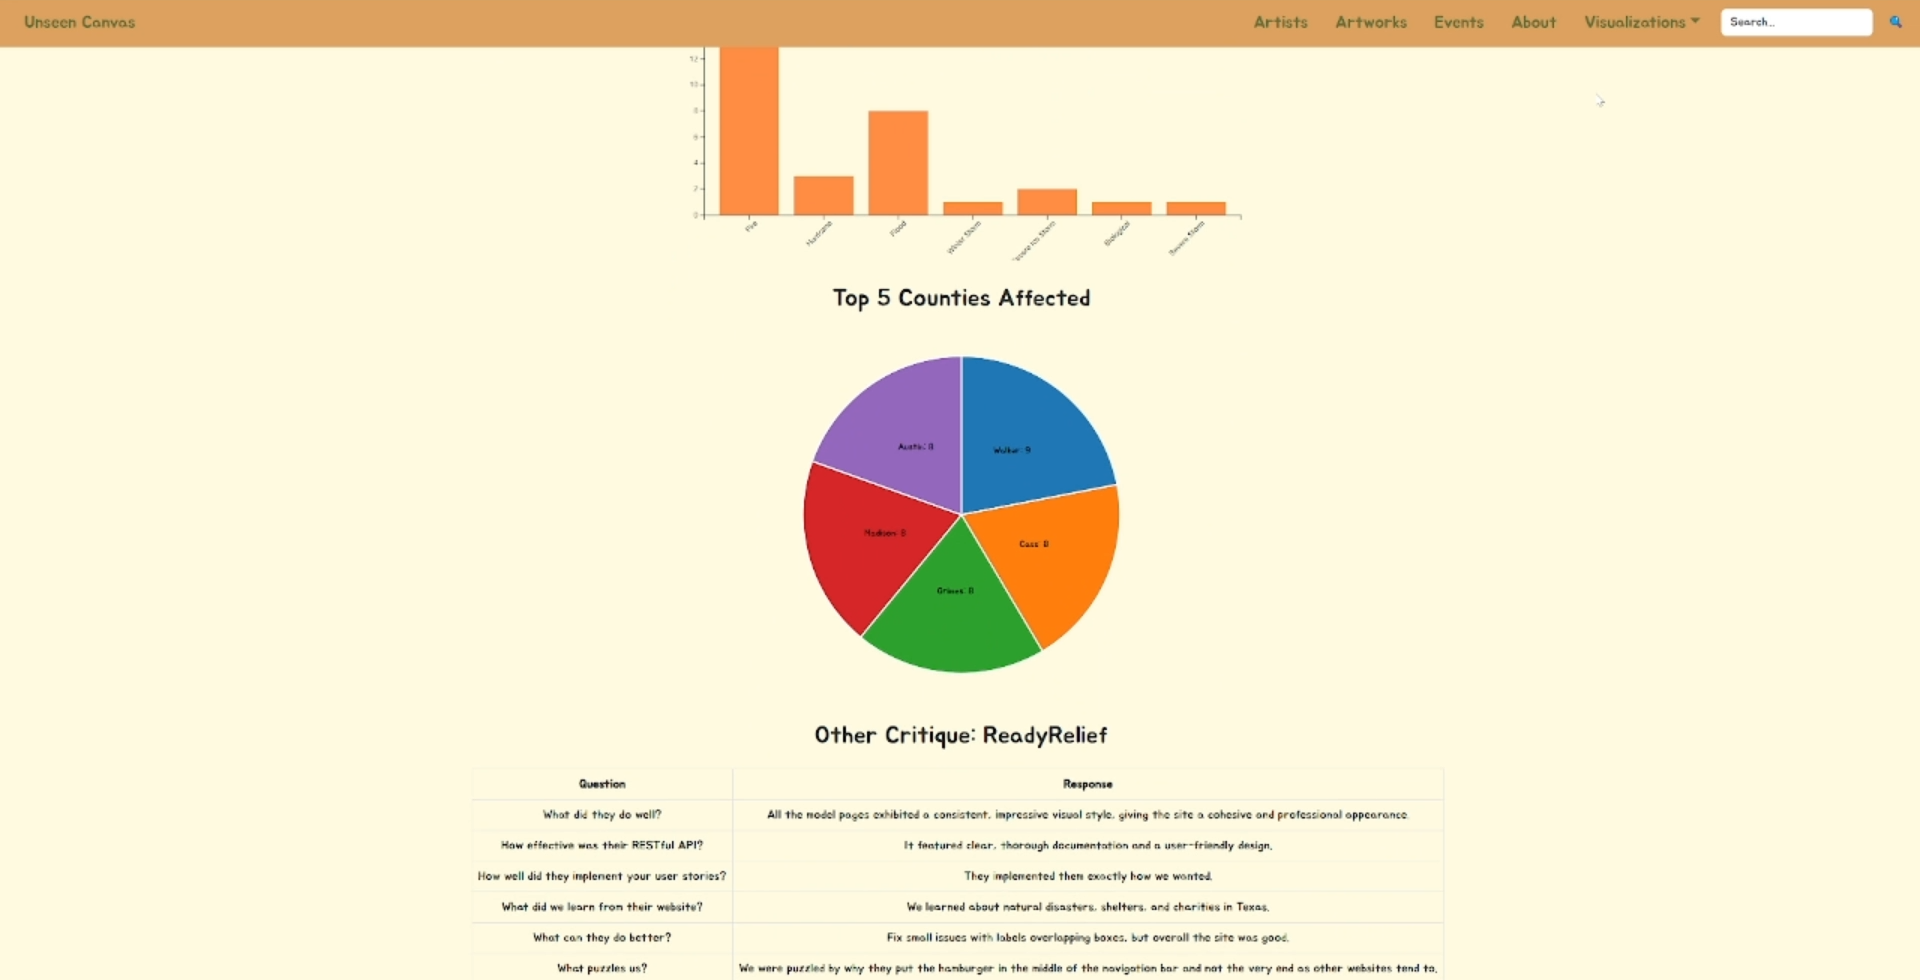 Unseen Canvas
Artists Artworks Events About Visualizations Search..
12
10
8
6
4
2
0
Fire Hurricane Flood Winter Storm Ice Storm Biological Severe Storm
Top 5 Counties Affected
Austin: 8
Walker: 9
Madison: 8
Cass: 8
Grimes: 8
Other Critique: ReadyRelief
Question Response
What did they do well? All the model pages exhibited a consistent, impressive visual style, giving the site a cohesive and professional appearance.
How effective was their RESTful API? It featured clear, thorough documentation and a user-friendly design.
How well did they implement your user stories? They implemented them exactly how we wanted.
What did we learn from their website? We learned about natural disasters, shelters, and charities in Texas.
What can they do better? Fix small issues with labels overlapping boxes, but overall the site was good.
What puzzles us? We were puzzled by why they put the hamburger in the middle of the navigation bar and not the very end as other websites tend to.